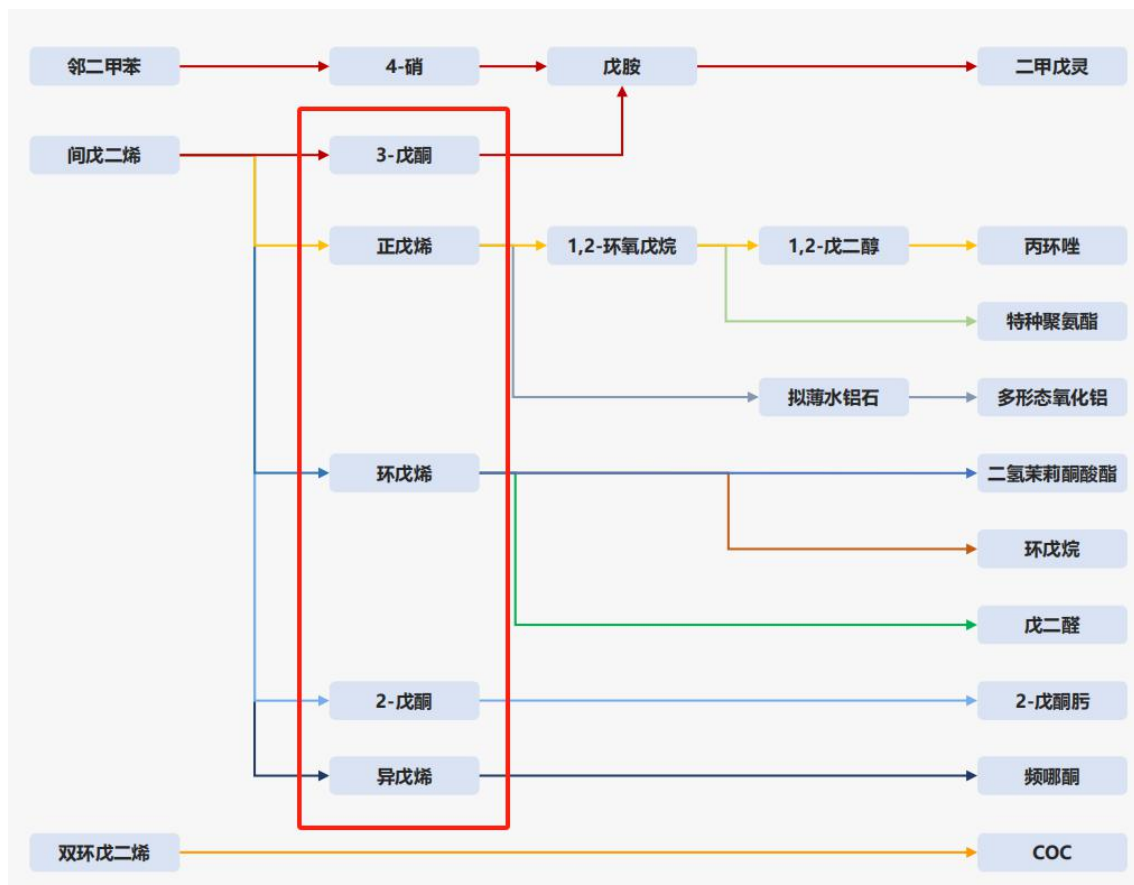 邻二甲苯
4-硝
戊胺
二甲戊灵
间戊二烯
3-戊酮
正戊烯
1,2-环氧戊烷
1,2-戊二醇
丙环唑
特种聚氨酯
拟薄水铝石
多形态氧化铝
环戊烯
二氢茉莉酮酸酯
环戊烷
戊二醛
2-戊酮
2-戊酮肟
异戊烯
频哪酮
双环戊二烯
COC